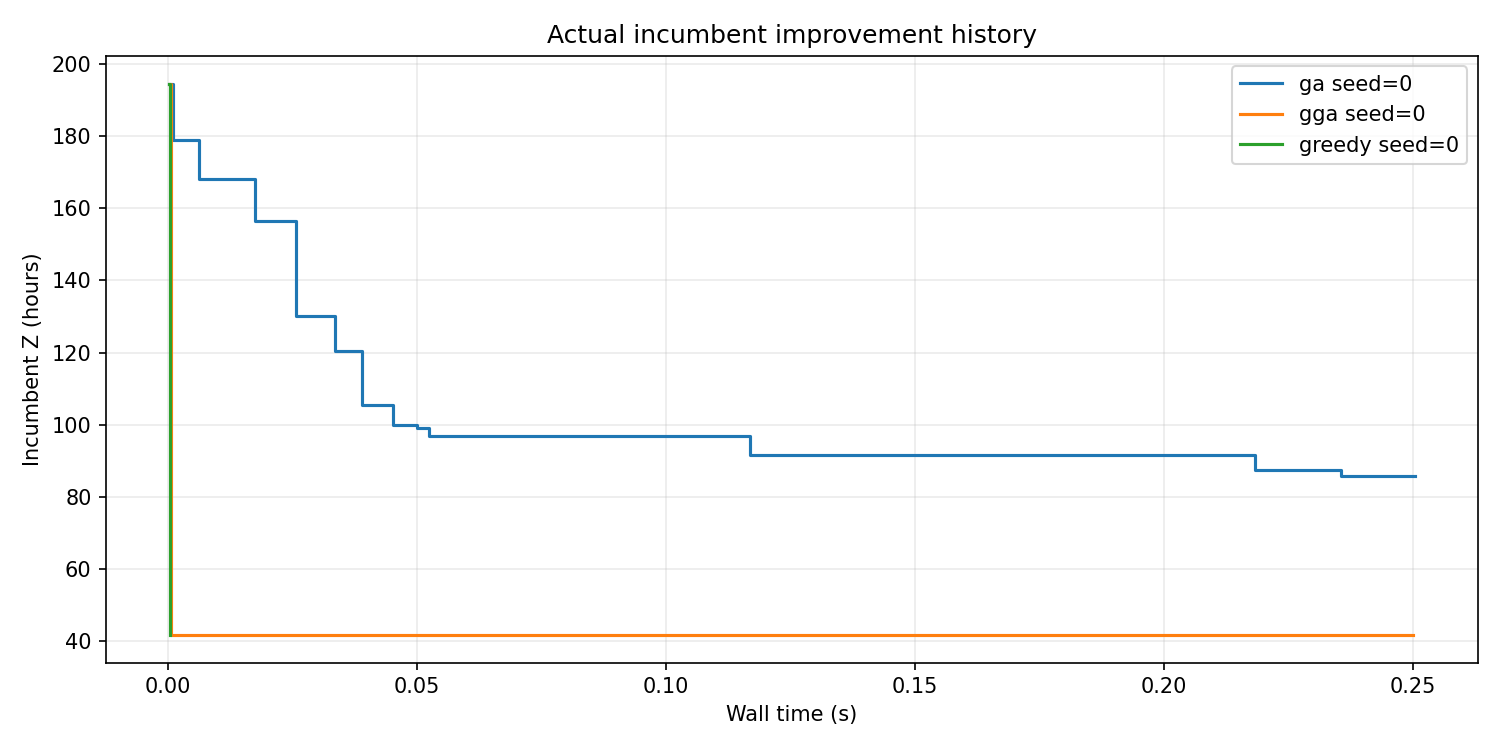 Actual incumbent improvement history
ga seed=0
gga seed=0
greedy seed=0
Incumbent Z (hours)
200
180
160
140
120
100
80
60
40
0.00
0.05
0.10
0.15
0.20
0.25
Wall time (s)